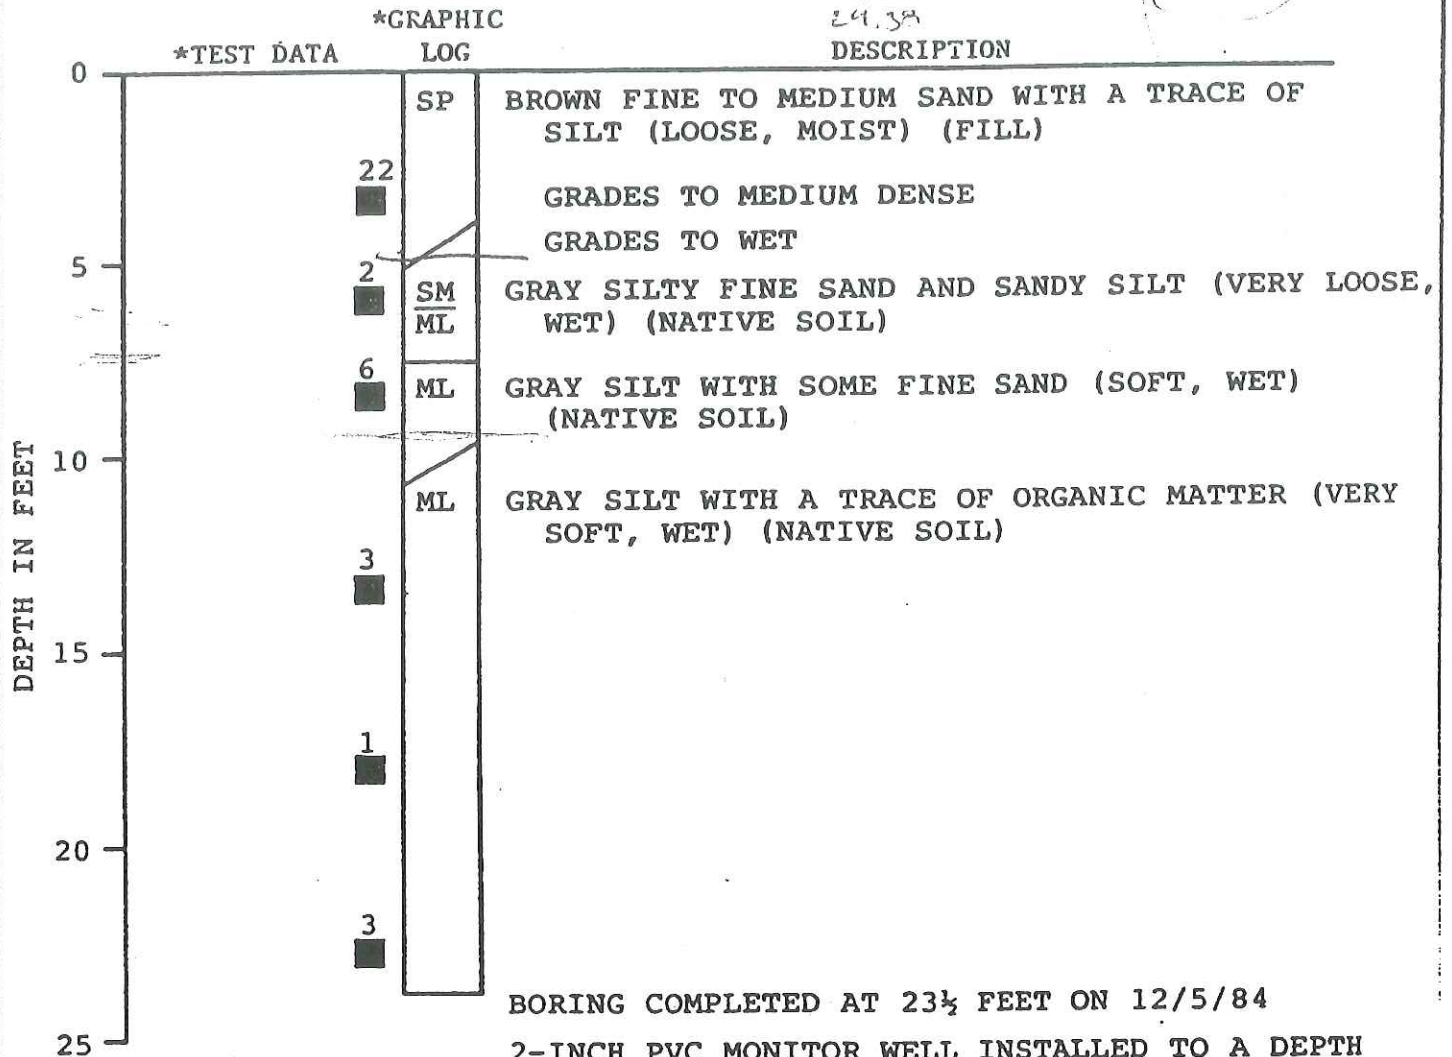 *GRAPHIC
24.38
*TEST DATA LOG DESCRIPTION
0
SP BROWN FINE TO MEDIUM SAND WITH A TRACE OF
SILT (LOOSE, MOIST) (FILL)
22
GRADES TO MEDIUM DENSE
GRADES TO WET
5
2
SM GRAY SILTY FINE SAND AND SANDY SILT (VERY LOOSE,
ML WET) (NATIVE SOIL)
6
ML GRAY SILT WITH SOME FINE SAND (SOFT, WET)
(NATIVE SOIL)
DEPTH IN FEET
10
ML GRAY SILT WITH A TRACE OF ORGANIC MATTER (VERY
SOFT, WET) (NATIVE SOIL)
3
15
1
20
3
BORING COMPLETED AT 23½ FEET ON 12/5/84
25
2-INCH PVC MONITOR WELL INSTALLED TO A DEPTH